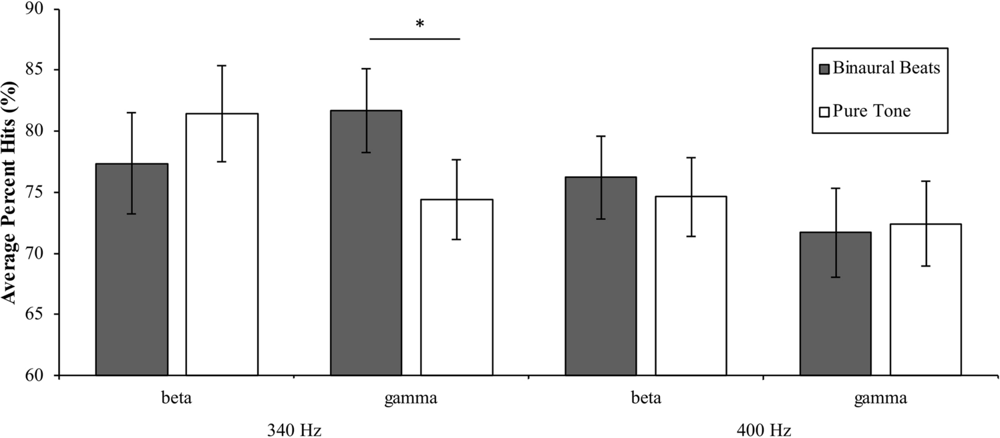 Average Percent Hits (%)
90
85
80
75
70
65
60
*
Binaural Beats
Pure Tone
beta gamma beta gamma
340 Hz 400 Hz